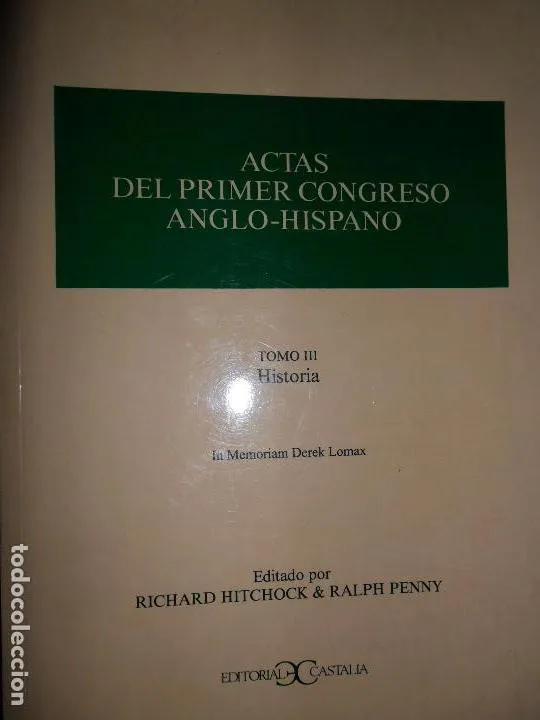 ACTAS
DEL PRIMER CONGRESO
ANGLO-HISPANO
TOMO III
Historia
In Memoriam Derek Lomax
Editado por
RICHARD HITCHOCK & RALPH PENNY
EDITORIAL CASTALIA
todocoleccion